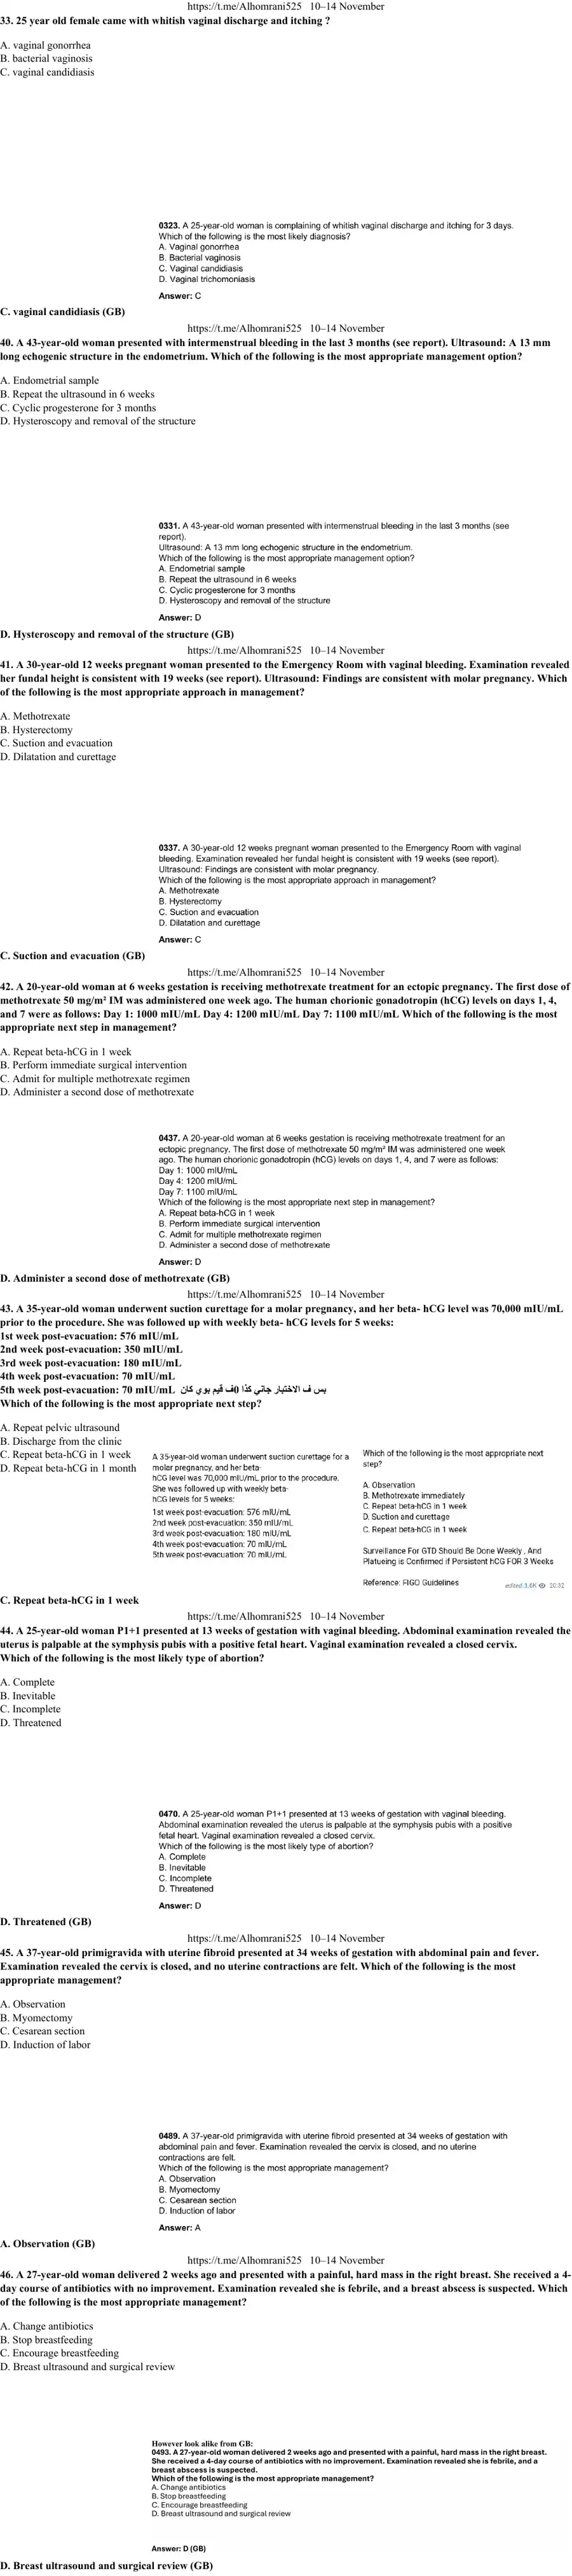 https://t.me/Alhomrani525 10–14 November
33. 25 year old female came with whitish vaginal discharge and itching ?
A. vaginal gonorrhea
B. bacterial vaginosis
C. vaginal candidiasis
0323. A 25-year-old woman is complaining of whitish vaginal discharge and itching for 3 days.
Which of the following is the most likely diagnosis?
A. Vaginal gonorrhea
B. Bacterial vaginosis
C. Vaginal candidiasis
D. Vaginal trichomoniasis
Answer: C
C. vaginal candidiasis (GB)
https://t.me/Alhomrani525 10–14 November
40. A 43-year-old woman presented with intermenstrual bleeding in the last 3 months (see report). Ultrasound: A 13 mm
long echogenic structure in the endometrium. Which of the following is the most appropriate management option?
A. Endometrial sample
B. Repeat the ultrasound in 6 weeks
C. Cyclic progesterone for 3 months
D. Hysteroscopy and removal of the structure
0331. A 43-year-old woman presented with intermenstrual bleeding in the last 3 months (see
report).
Ultrasound: A 13 mm long echogenic structure in the endometrium.
Which of the following is the most appropriate management option?
A. Endometrial sample
B. Repeat the ultrasound in 6 weeks
C. Cyclic progesterone for 3 months
D. Hysteroscopy and removal of the structure
Answer: D
D. Hysteroscopy and removal of the structure (GB)
https://t.me/Alhomrani525 10–14 November
41. A 30-year-old 12 weeks pregnant woman presented to the Emergency Room with vaginal bleeding. Examination revealed
her fundal height is consistent with 19 weeks (see report). Ultrasound: Findings are consistent with molar pregnancy. Which
of the following is the most appropriate approach in management?
A. Methotrexate
B. Hysterectomy
C. Suction and evacuation
D. Dilatation and curettage
0337. A 30-year-old 12 weeks pregnant woman presented to the Emergency Room with vaginal
bleeding. Examination revealed her fundal height is consistent with 19 weeks (see report).
Ultrasound: Findings are consistent with molar pregnancy.
Which of the following is the most appropriate approach in management?
A. Methotrexate
B. Hysterectomy
C. Suction and evacuation
D. Dilatation and curettage
Answer: C
C. Suction and evacuation (GB)
https://t.me/Alhomrani525 10–14 November
42. A 20-year-old woman at 6 weeks gestation is receiving methotrexate treatment for an ectopic pregnancy. The first dose of
methotrexate 50 mg/m² IM was administered one week ago. The human chorionic gonadotropin (hCG) levels on days 1, 4,
and 7 were as follows: Day 1: 1000 mIU/mL Day 4: 1200 mIU/mL Day 7: 1100 mIU/mL Which of the following is the most
appropriate next step in management?
A. Repeat beta-hCG in 1 week
B. Perform immediate surgical intervention
C. Admit for multiple methotrexate regimen
D. Administer a second dose of methotrexate
0437. A 20-year-old woman at 6 weeks gestation is receiving methotrexate treatment for an
ectopic pregnancy. The first dose of methotrexate 50 mg/m² IM was administered one week
ago. The human chorionic gonadotropin (hCG) levels on days 1, 4, and 7 were as follows:
Day 1: 1000 mIU/mL
Day 4: 1200 mIU/mL
Day 7: 1100 mIU/mL
Which of the following is the most appropriate next step in management?
A. Repeat beta-hCG in 1 week
B. Perform immediate surgical intervention
C. Admit for multiple methotrexate regimen
D. Administer a second dose of methotrexate
Answer: D
D. Administer a second dose of methotrexate (GB)
https://t.me/Alhomrani525 10–14 November
43. A 35-year-old woman underwent suction curettage for a molar pregnancy, and her beta- hCG level was 70,000 mIU/mL
prior to the procedure. She was followed up with weekly beta- hCG levels for 5 weeks:
1st week post-evacuation: 576 mIU/mL
2nd week post-evacuation: 350 mIU/mL
3rd week post-evacuation: 180 mIU/mL
4th week post-evacuation: 70 mIU/mL
5th week post-evacuation: 70 mIU/mL بس ف الاختبار جاني كذا 0ف قيم بوي كان
Which of the following is the most appropriate next step?
A. Repeat pelvic ultrasound
B. Discharge from the clinic
C. Repeat beta-hCG in 1 week
D. Repeat beta-hCG in 1 month
A 35-year-old woman underwent suction curettage for a
molar pregnancy, and her beta-
hCG level was 70,000 mIU/mL prior to the procedure.
She was followed up with weekly beta-
hCG levels for 5 weeks:
1st week post-evacuation: 576 mIU/mL
2nd week post-evacuation: 350 mIU/mL
3rd week post-evacuation: 180 mIU/mL
4th week post-evacuation: 70 mIU/mL
5th week post-evacuation: 70 mIU/mL
Which of the following is the most appropriate next
step?
A. Observation
B. Methotrexate immediately
C. Repeat beta-hCG in 1 week
D. Suction and curettage
C. Repeat beta-hCG in 1 week
Surveillance For GTD Should Be Done Weekly , And
Platueing is Confirmed if Persistent hCG FOR 3 Weeks
Reference: FIGO Guidelines
edited 3.8K 20:32
C. Repeat beta-hCG in 1 week
https://t.me/Alhomrani525 10–14 November
44. A 25-year-old woman P1+1 presented at 13 weeks of gestation with vaginal bleeding. Abdominal examination revealed the
uterus is palpable at the symphysis pubis with a positive fetal heart. Vaginal examination revealed a closed cervix.
Which of the following is the most likely type of abortion?
A. Complete
B. Inevitable
C. Incomplete
D. Threatened
0470. A 25-year-old woman P1+1 presented at 13 weeks of gestation with vaginal bleeding.
Abdominal examination revealed the uterus is palpable at the symphysis pubis with a positive
fetal heart. Vaginal examination revealed a closed cervix.
Which of the following is the most likely type of abortion?
A. Complete
B. Inevitable
C. Incomplete
D. Threatened
Answer: D
D. Threatened (GB)
https://t.me/Alhomrani525 10–14 November
45. A 37-year-old primigravida with uterine fibroid presented at 34 weeks of gestation with abdominal pain and fever.
Examination revealed the cervix is closed, and no uterine contractions are felt. Which of the following is the most
appropriate management?
A. Observation
B. Myomectomy
C. Cesarean section
D. Induction of labor
0489. A 37-year-old primigravida with uterine fibroid presented at 34 weeks of gestation with
abdominal pain and fever. Examination revealed the cervix is closed, and no uterine
contractions are felt.
Which of the following is the most appropriate management?
A. Observation
B. Myomectomy
C. Cesarean section
D. Induction of labor
Answer: A
A. Observation (GB)
https://t.me/Alhomrani525 10–14 November
46. A 27-year-old woman delivered 2 weeks ago and presented with a painful, hard mass in the right breast. She received a 4-
day course of antibiotics with no improvement. Examination revealed she is febrile, and a breast abscess is suspected. Which
of the following is the most appropriate management?
A. Change antibiotics
B. Stop breastfeeding
C. Encourage breastfeeding
D. Breast ultrasound and surgical review
However look alike from GB:
0493. A 27-year-old woman delivered 2 weeks ago and presented with a painful, hard mass in the right breast.
She received a 4-day course of antibiotics with no improvement. Examination revealed she is febrile, and a
breast abscess is suspected.
Which of the following is the most appropriate management?
A. Change antibiotics
B. Stop breastfeeding
C. Encourage breastfeeding
D. Breast ultrasound and surgical review
Answer: D (GB)
D. Breast ultrasound and surgical review (GB)